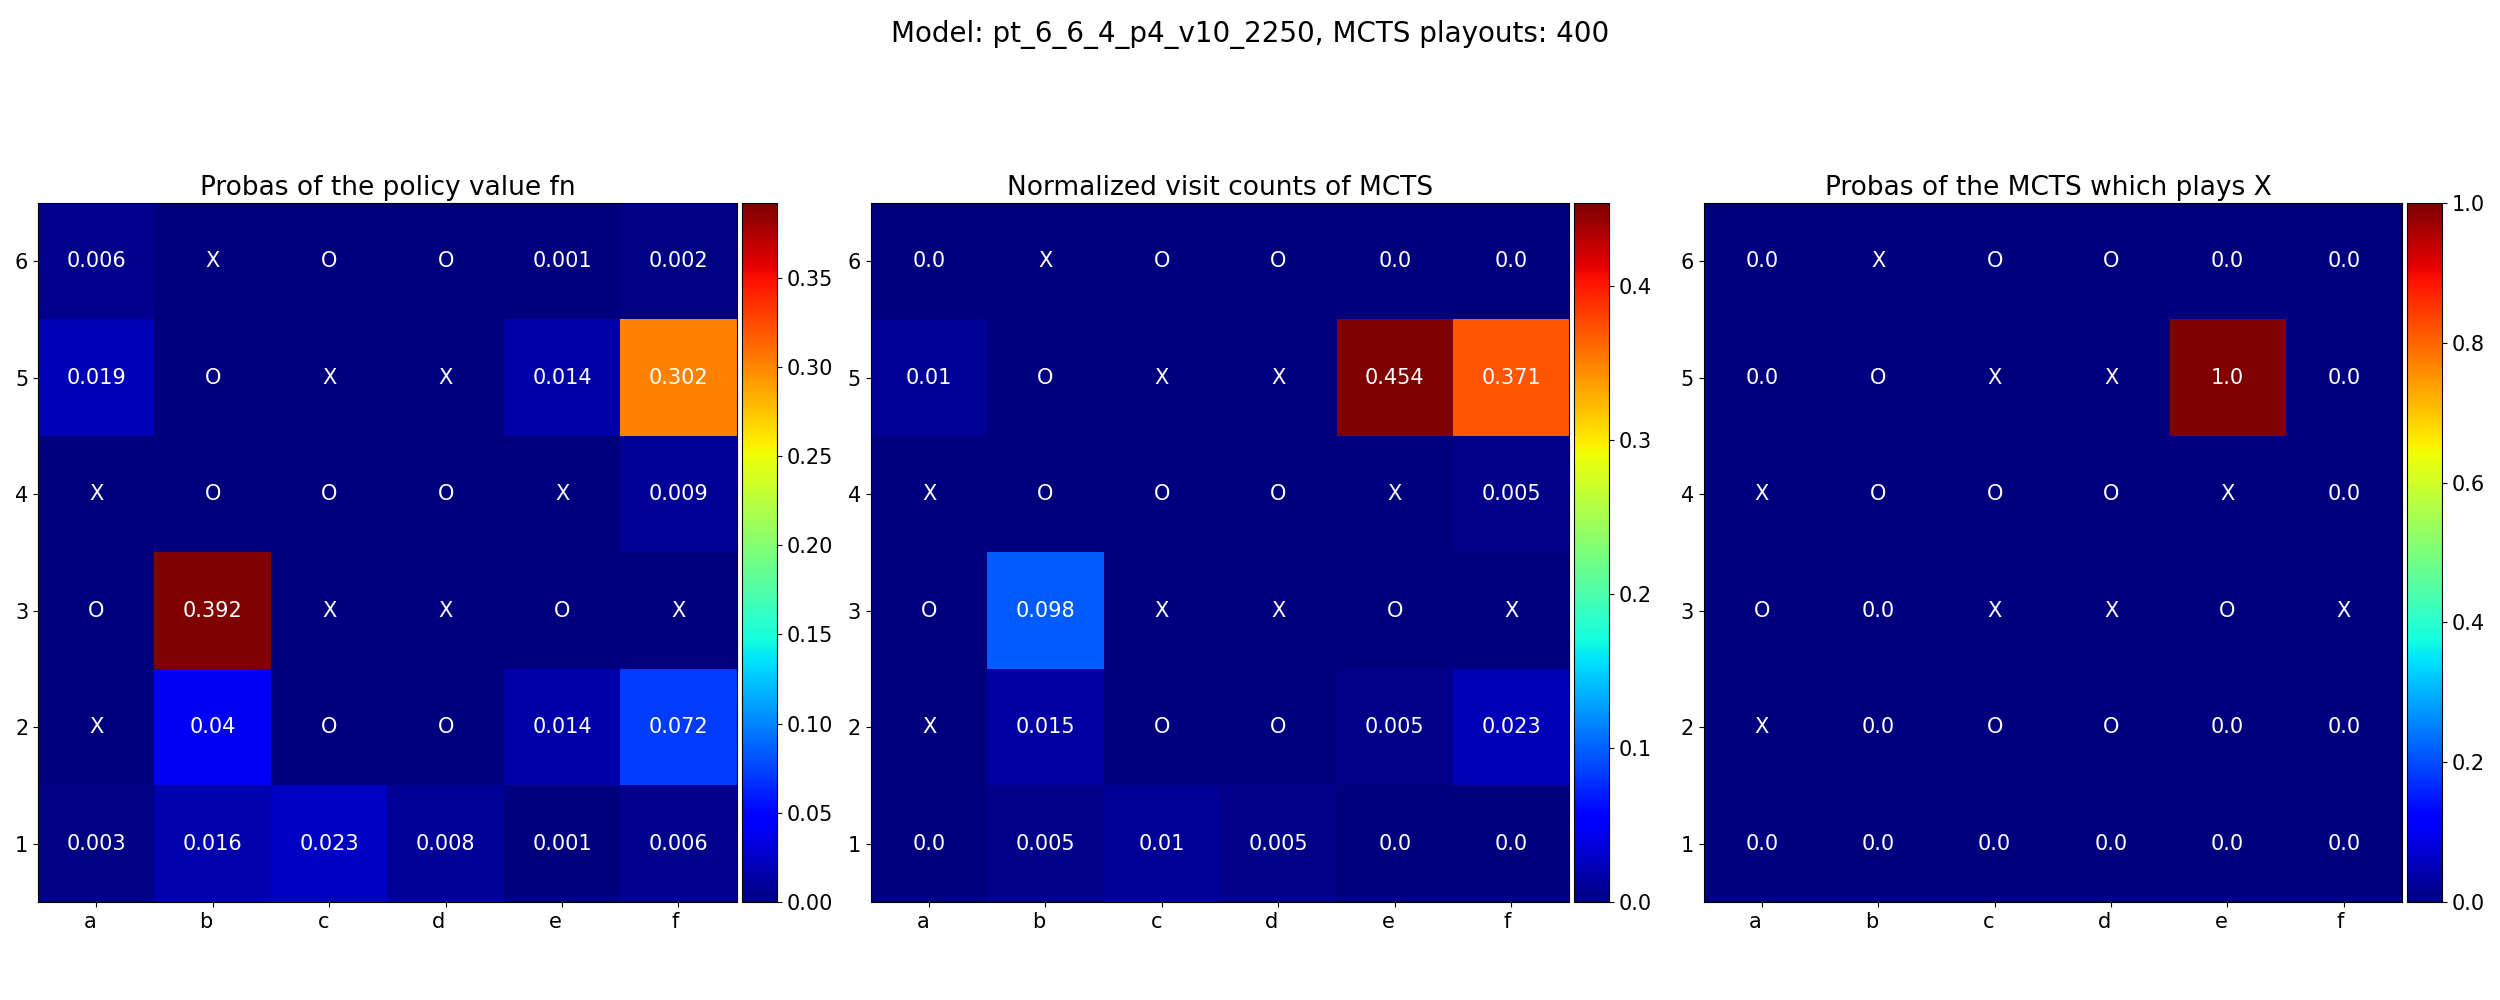 Model: pt_6_6_4_p4_v10_2250, MCTS playouts: 400
Probas of the policy value fn
6 0.006 X O O 0.001 0.002
5 0.019 O X X 0.014 0.302
4 X O O O X 0.009
3 O 0.392 X X O X
2 X 0.04 O O 0.014 0.072
1 0.003 0.016 0.023 0.008 0.001 0.006
a b c d e f
0.35
0.30
0.25
0.20
0.15
0.10
0.05
0.00
Normalized visit counts of MCTS
6 0.0 X O O 0.0 0.0
5 0.01 O X X 0.454 0.371
4 X O O O X 0.005
3 O 0.098 X X O X
2 X 0.015 O O 0.005 0.023
1 0.0 0.005 0.01 0.005 0.0 0.0
a b c d e f
0.4
0.3
0.2
0.1
0.0
Probas of the MCTS which plays X
6 0.0 X O O 0.0 0.0
5 0.0 O X X 1.0 0.0
4 X O O O X 0.0
3 O 0.0 X X O X
2 X 0.0 O O 0.0 0.0
1 0.0 0.0 0.0 0.0 0.0 0.0
a b c d e f
1.0
0.8
0.6
0.4
0.2
0.0